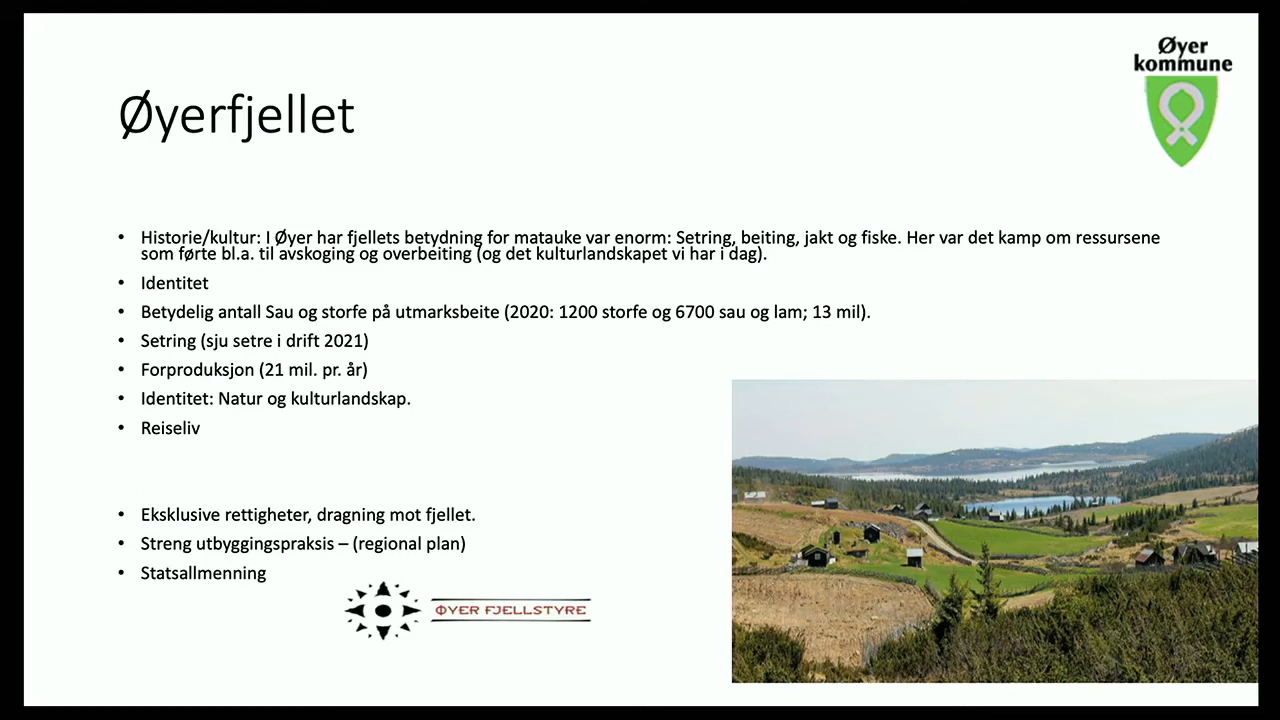 Øyer
kommune
Øyerfjellet
• Historie/kultur: I Øyer har fjellets betydning for matauke var enorm: Setring, beiting, jakt og fiske. Her var det kamp om ressursene
som førte bl.a. til avskoging og overbeiting (og det kulturlandskapet vi har i dag).
• Identitet
• Betydelig antall Sau og storfe på utmarksbeite (2020: 1200 storfe og 6700 sau og lam; 13 mil).
• Setring (sju setre i drift 2021)
• Forproduksjon (21 mil. pr. år)
• Identitet: Natur og kulturlandskap.
• Reiseliv
• Eksklusive rettigheter, dragning mot fjellet.
• Streng utbyggingspraksis – (regional plan)
• Statsallmenning
ØYER FJELLSTYRE